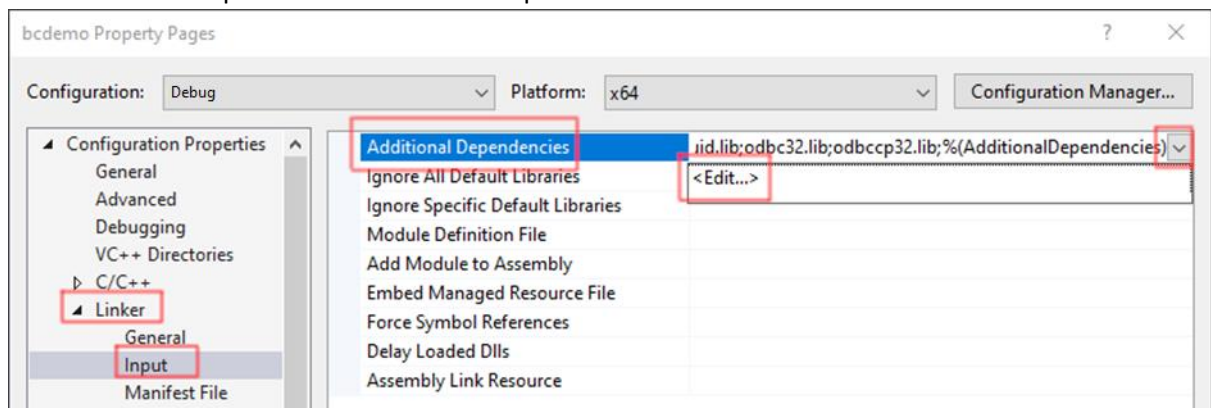 bcdemo Property Pages ? ×
Configuration: Debug Platform: x64 Configuration Manager...
Configuration Properties
General
Advanced
Debugging
VC++ Directories
C/C++
Linker
General
Input
Manifest File
Additional Dependencies uid.lib;odbc32.lib;odbccp32.lib;%(AdditionalDependencies)
Ignore All Default Libraries <Edit...>
Ignore Specific Default Libraries
Module Definition File
Add Module to Assembly
Embed Managed Resource File
Force Symbol References
Delay Loaded Dlls
Assembly Link Resource